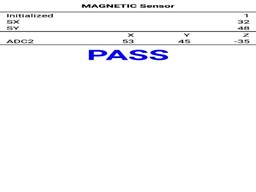 MAGNETIC Sensor
Initialized 1
SX 32
SY 48
X Y Z
ADC2 53 45 -35
PASS